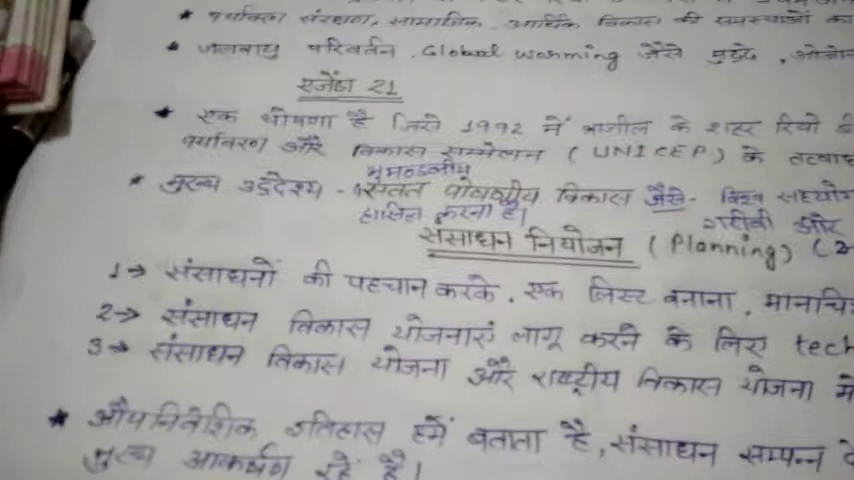 * पर्यावरण संरक्षण, सामाजिक-आर्थिक विकास की समस्याओं का
* जलवायु परिवर्तन, Global warming जैसे मुद्दे, ओजोन
एजेंडा 21
* एक घोषणा है जिसे 1992 में ब्राजील के शहर रियो डी
पर्यावरण और विकास सम्मेलन (UNICEP) के तत्वाध
भूमण्डलीय
* मुख्य उद्देश्य - सतत पोषणीय विकास जैसे - विश्व सहयोग
हासिल करना है। गरीबी और
संसाधन नियोजन (Planning) (2
1→ संसाधनों की पहचान करके, एक लिस्ट बनाना, मानचि
2→ संसाधन विकास योजनाएं लागू करने के लिए tech
3→ संसाधन विकास योजना और राष्ट्रीय विकास योजना में
* औपनिवेशिक इतिहास हमें बताता है, संसाधन सम्पन्न दे
मुख्य आकर्षण रहे है।